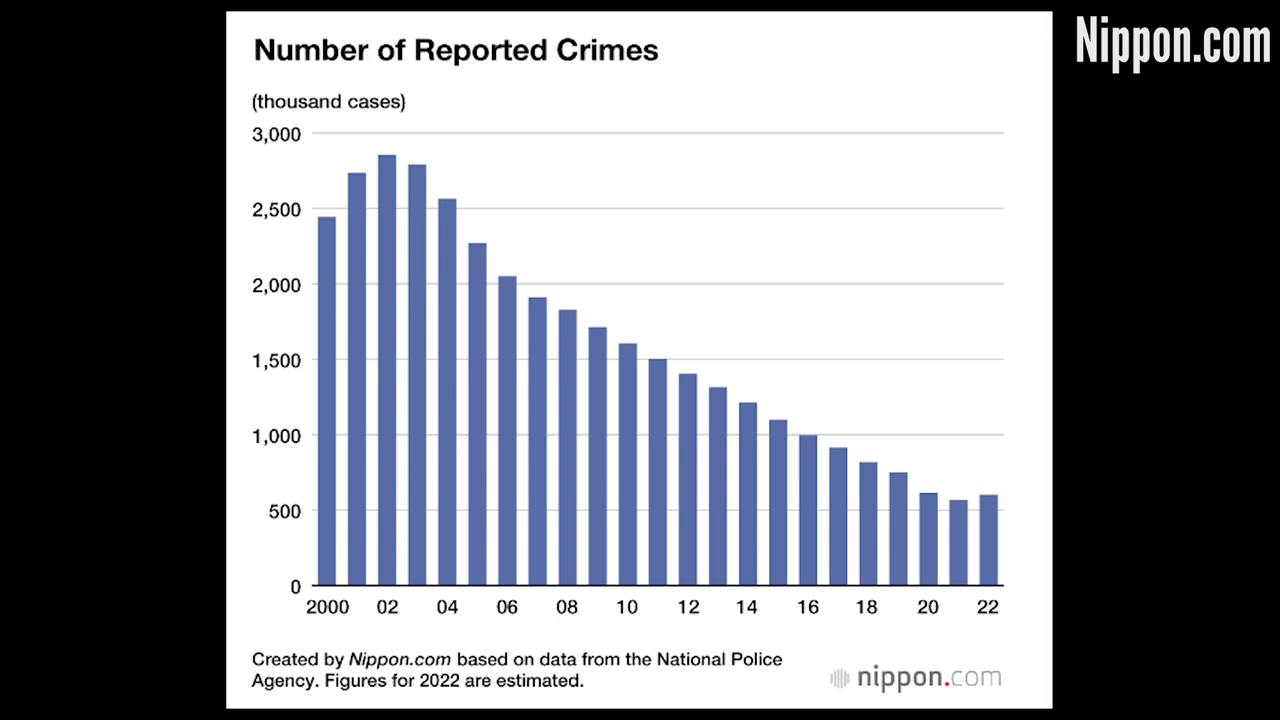 Nippon.com
Number of Reported Crimes
(thousand cases)
3,000
2,500
2,000
1,500
1,000
500
0
2000 02 04 06 08 10 12 14 16 18 20 22
Created by Nippon.com based on data from the National Police
Agency. Figures for 2022 are estimated.
nippon.com